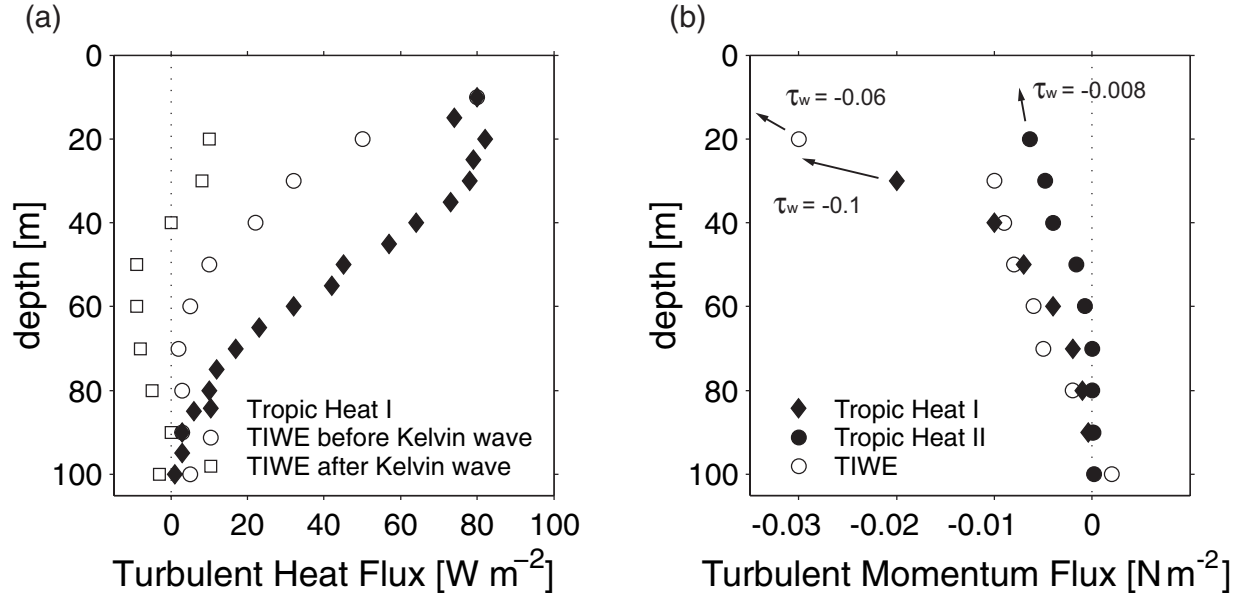 (a)
0
20
40
60
80
100
depth [m]
Tropic Heat I
TIWE before Kelvin wave
TIWE after Kelvin wave
0 20 40 60 80 100
Turbulent Heat Flux [W m⁻²]
(b)
0
20
40
60
80
100
depth [m]
τw = -0.06
τw = -0.008
τw = -0.1
Tropic Heat I
Tropic Heat II
TIWE
-0.03 -0.02 -0.01 0
Turbulent Momentum Flux [N m⁻²]